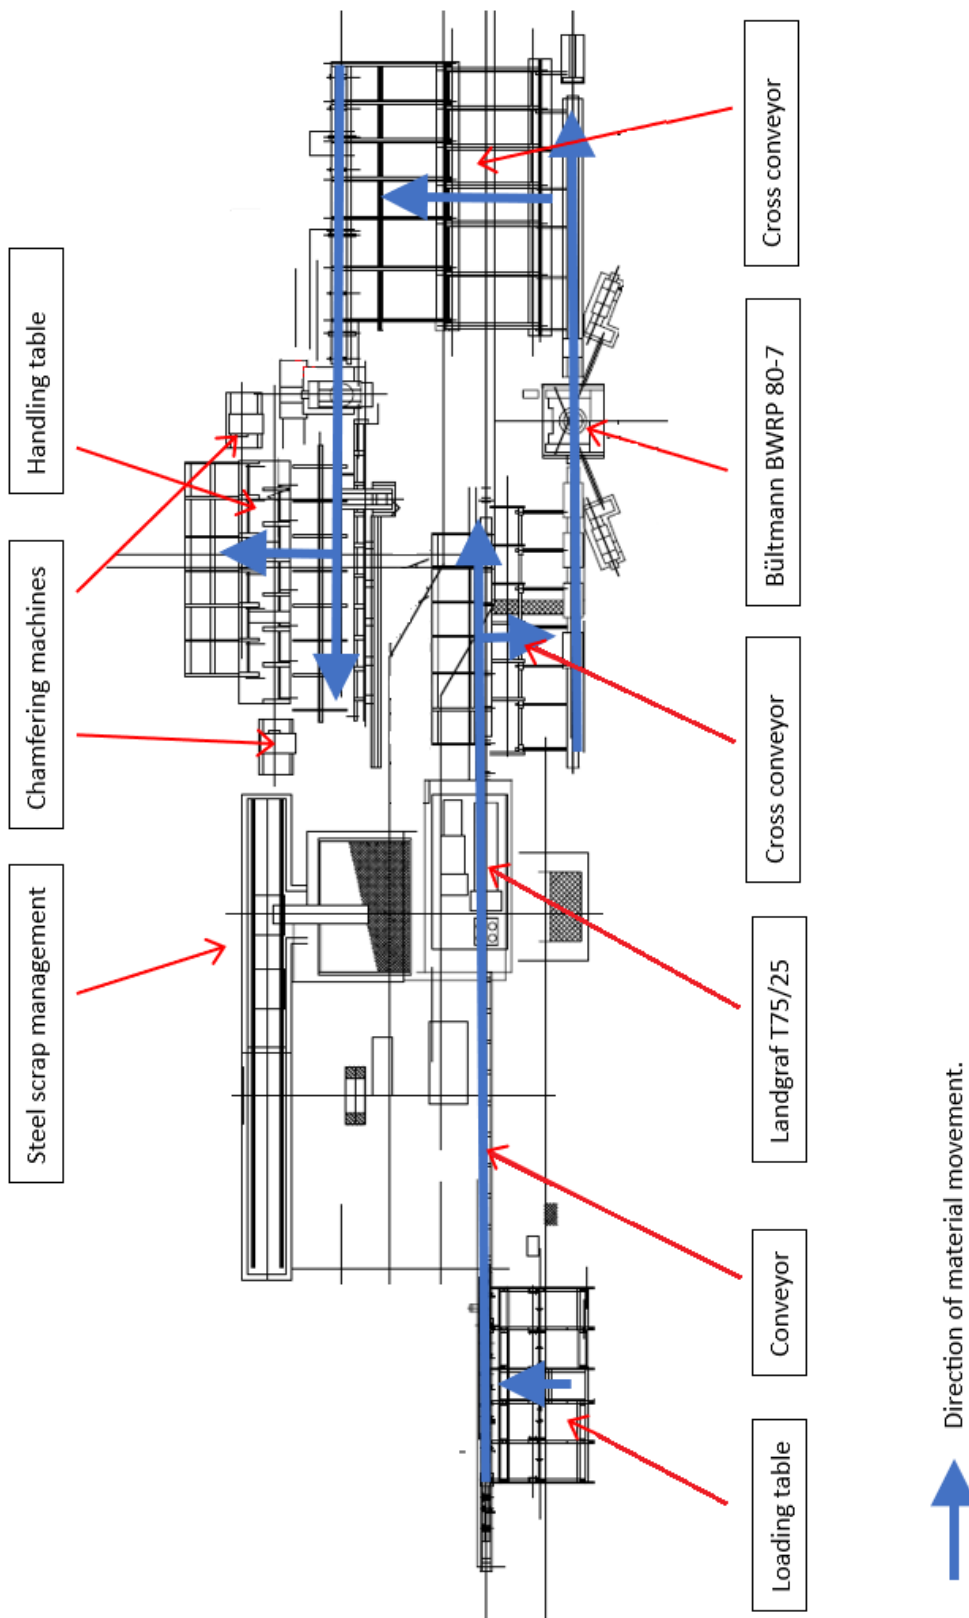 Steel scrap management
Chamfering machines
Handling table
Loading table
Conveyor
Landgraf T75/25
Cross conveyor
Bültmann BWRP 80-7
Cross conveyor
Direction of material movement.